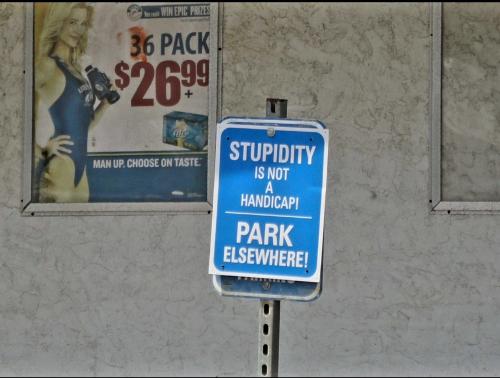 WIN EPIC PRIZES
36 PACK
$26.99+
MAN UP. CHOOSE ON TASTE.
STUPIDITY
IS NOT
A
HANDICAP!
PARK
ELSEWHERE!